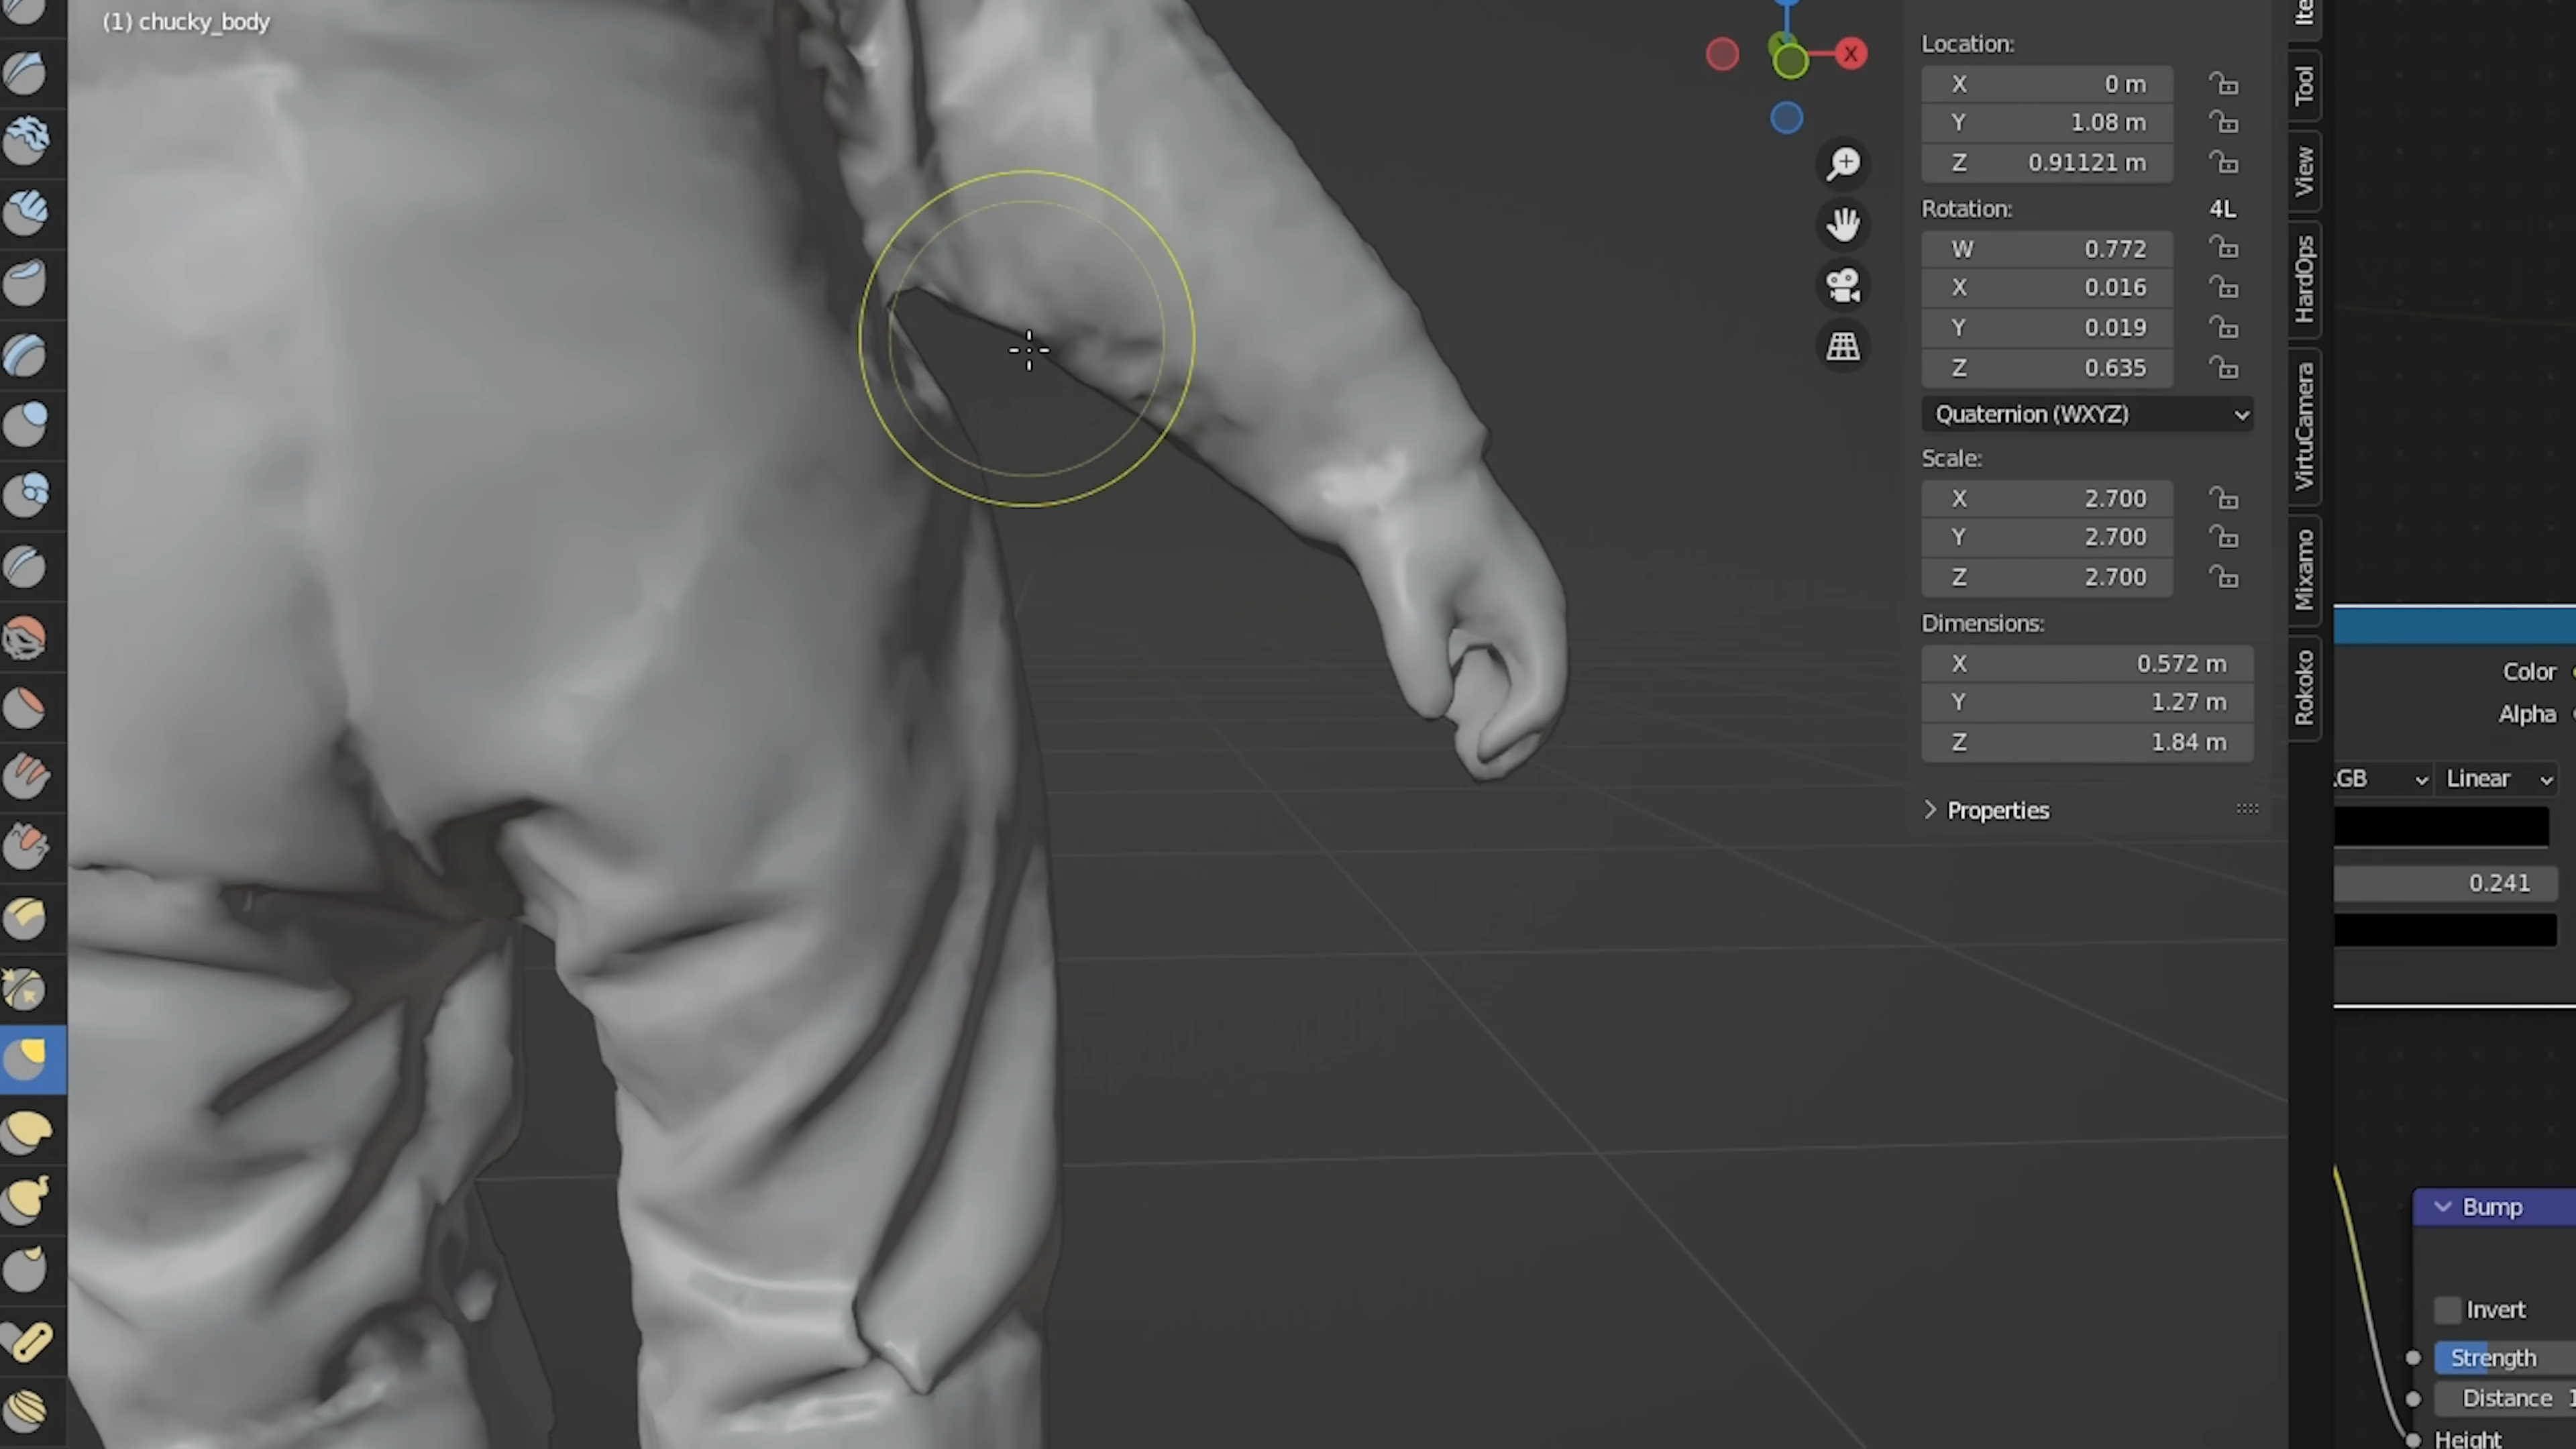 (1) chucky_body
X
Location:
X 0 m
Y 1.08 m
Z 0.91121 m
Rotation: 4L
W 0.772
X 0.016
Y 0.019
Z 0.635
Quaternion (WXYZ)
Scale:
X 2.700
Y 2.700
Z 2.700
Dimensions:
X 0.572 m
Y 1.27 m
Z 1.84 m
Properties
Tool
View
HardOps
VirtuCamera
Mixamo
Rokoko
Color
Alpha
Linear
0.241
Bump
Invert
Strength
Distance
Height